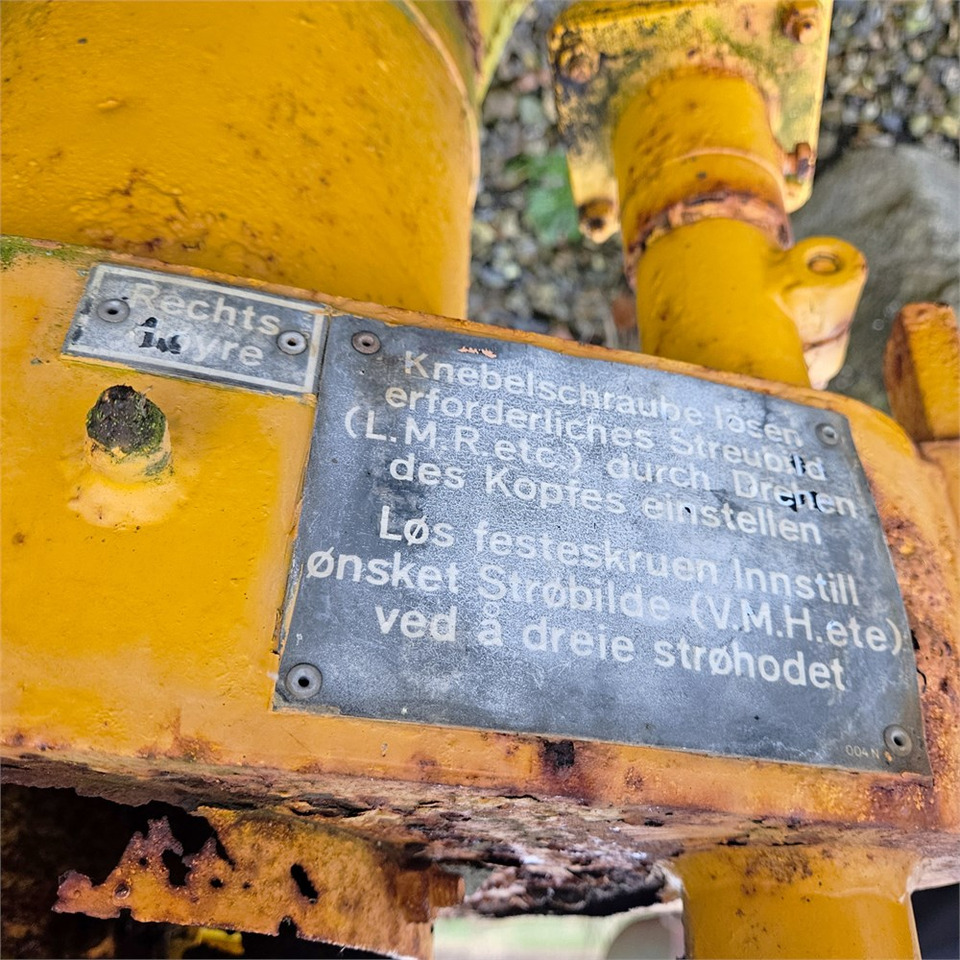 Rechts
Høyre
Knebelschraube lösen
erforderliches Streubild
(L.M.R.etc.) durch Drehen
des Kopfes einstellen
Løs festeskruen Innstill
ønsket Strøbilde (V.M.H.ete)
ved å dreie strøhodet
004 N